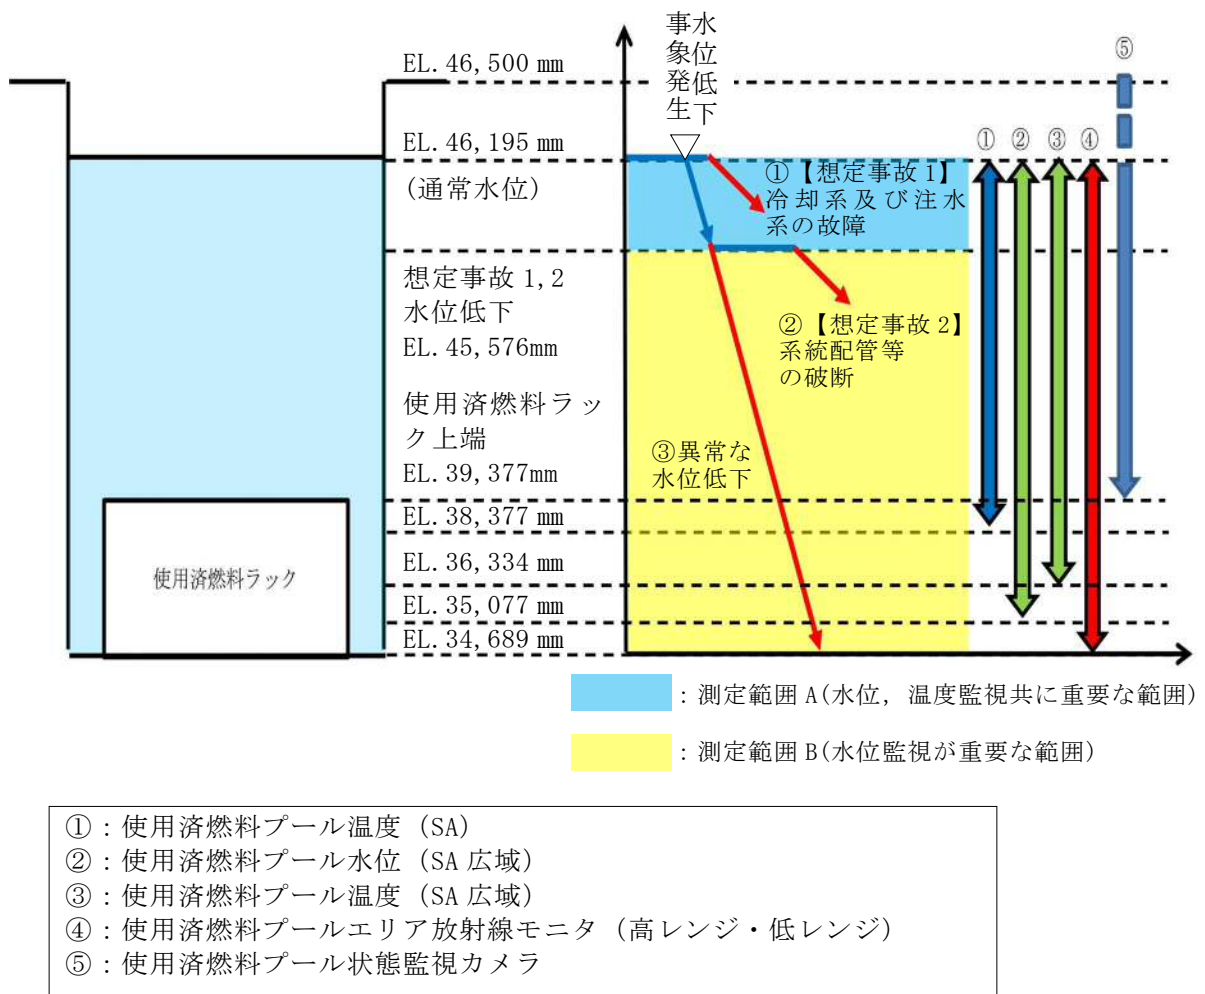 EL.46,500 mm
EL.46,195 mm
(通常水位)
想定事故 1,2
水位低下
EL.45,576mm
使用済燃料ラッ
ク上端
EL.39,377mm
EL.38,377 mm
EL.36,334 mm
EL.35,077 mm
EL.34,689 mm
使用済燃料ラック
水位低下
事象発生
①【想定事故 1】
冷却系及び注水
系の故障
②【想定事故 2】
系統配管等
の破断
③異常な
水位低下
①
②
③
④
⑤
：測定範囲 A(水位，温度監視共に重要な範囲)
：測定範囲 B(水位監視が重要な範囲)
①：使用済燃料プール温度（SA）
②：使用済燃料プール水位（SA 広域）
③：使用済燃料プール温度（SA 広域）
④：使用済燃料プールエリア放射線モニタ（高レンジ・低レンジ）
⑤：使用済燃料プール状態監視カメラ